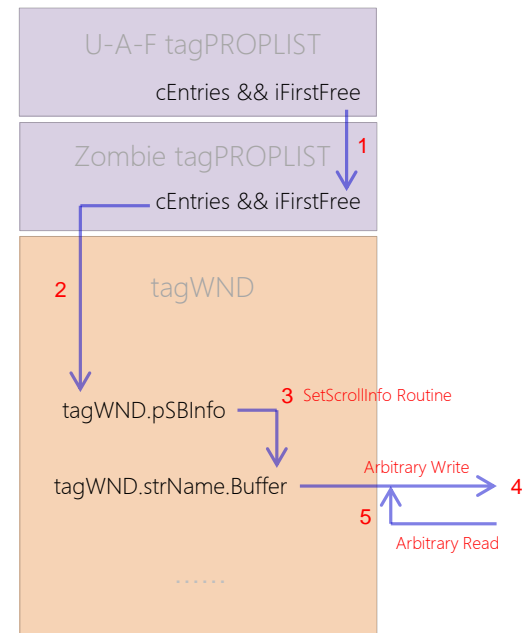 U-A-F tagPROPLIST
cEntries && iFirstFree
1
Zombie tagPROPLIST
cEntries && iFirstFree
2
tagWND
3 SetScrollInfo Routine
tagWND.pSBInfo
Arbitrary Write
tagWND.strName.Buffer
4
5
Arbitrary Read
......